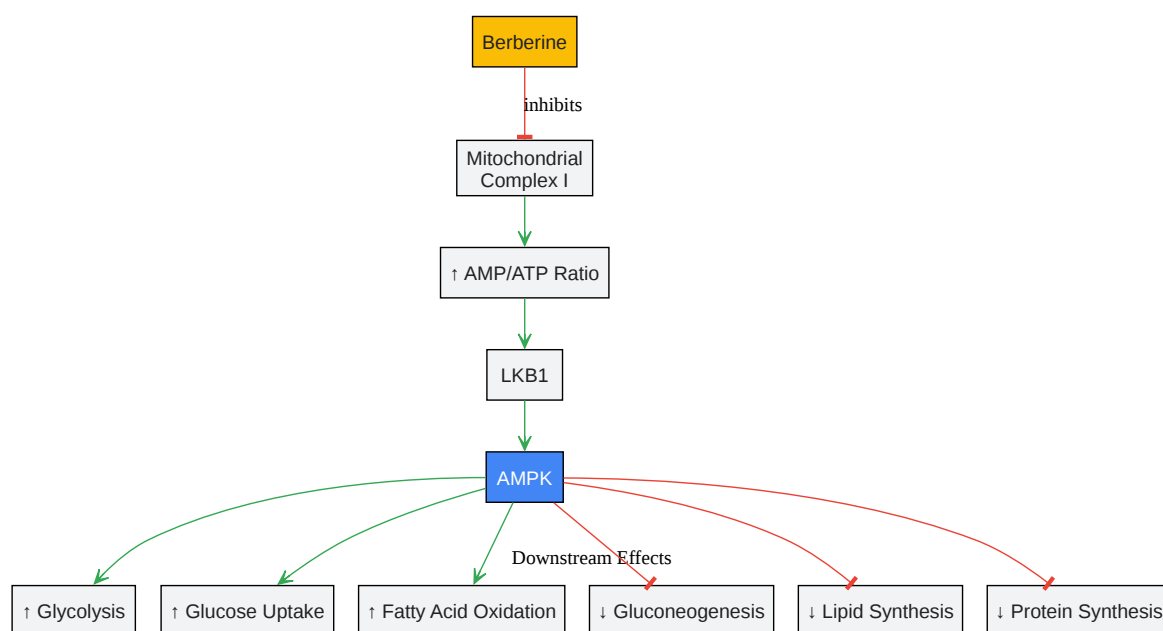 Berberine
inhibits
Mitochondrial
Complex I
↑ AMP/ATP Ratio
LKB1
AMPK
Downstream Effects
↑ Glycolysis
↑ Glucose Uptake
↑ Fatty Acid Oxidation
↓ Gluconeogenesis
↓ Lipid Synthesis
↓ Protein Synthesis